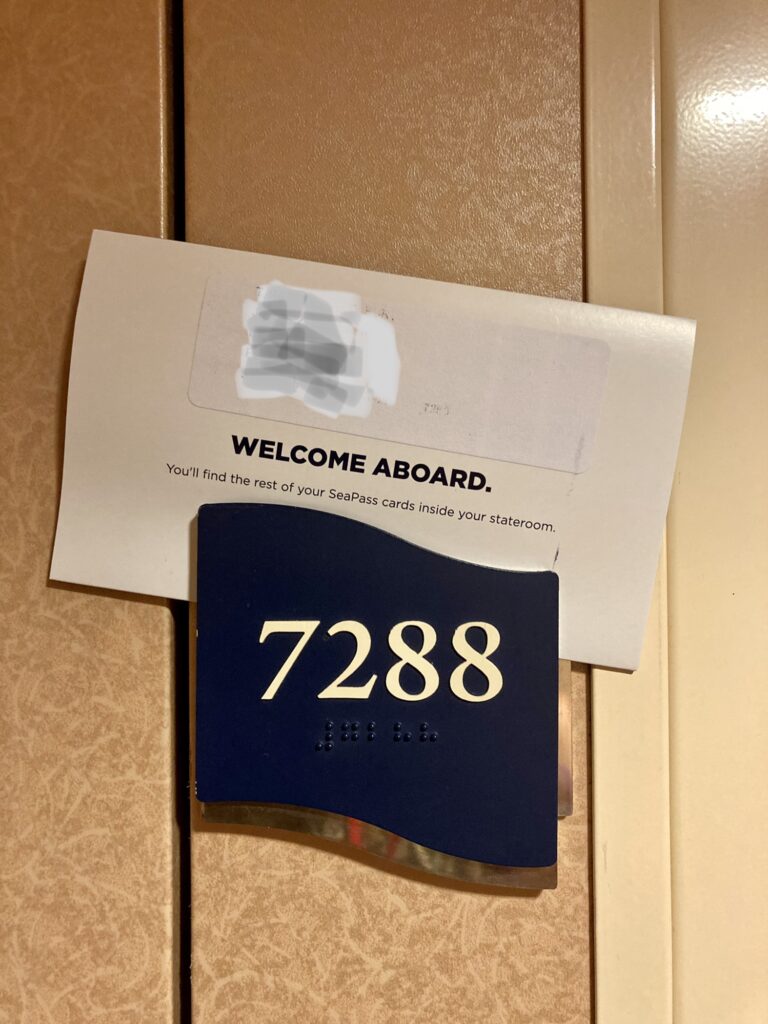 WELCOME ABOARD.
You'll find the rest of your SeaPass cards inside your stateroom.
7288